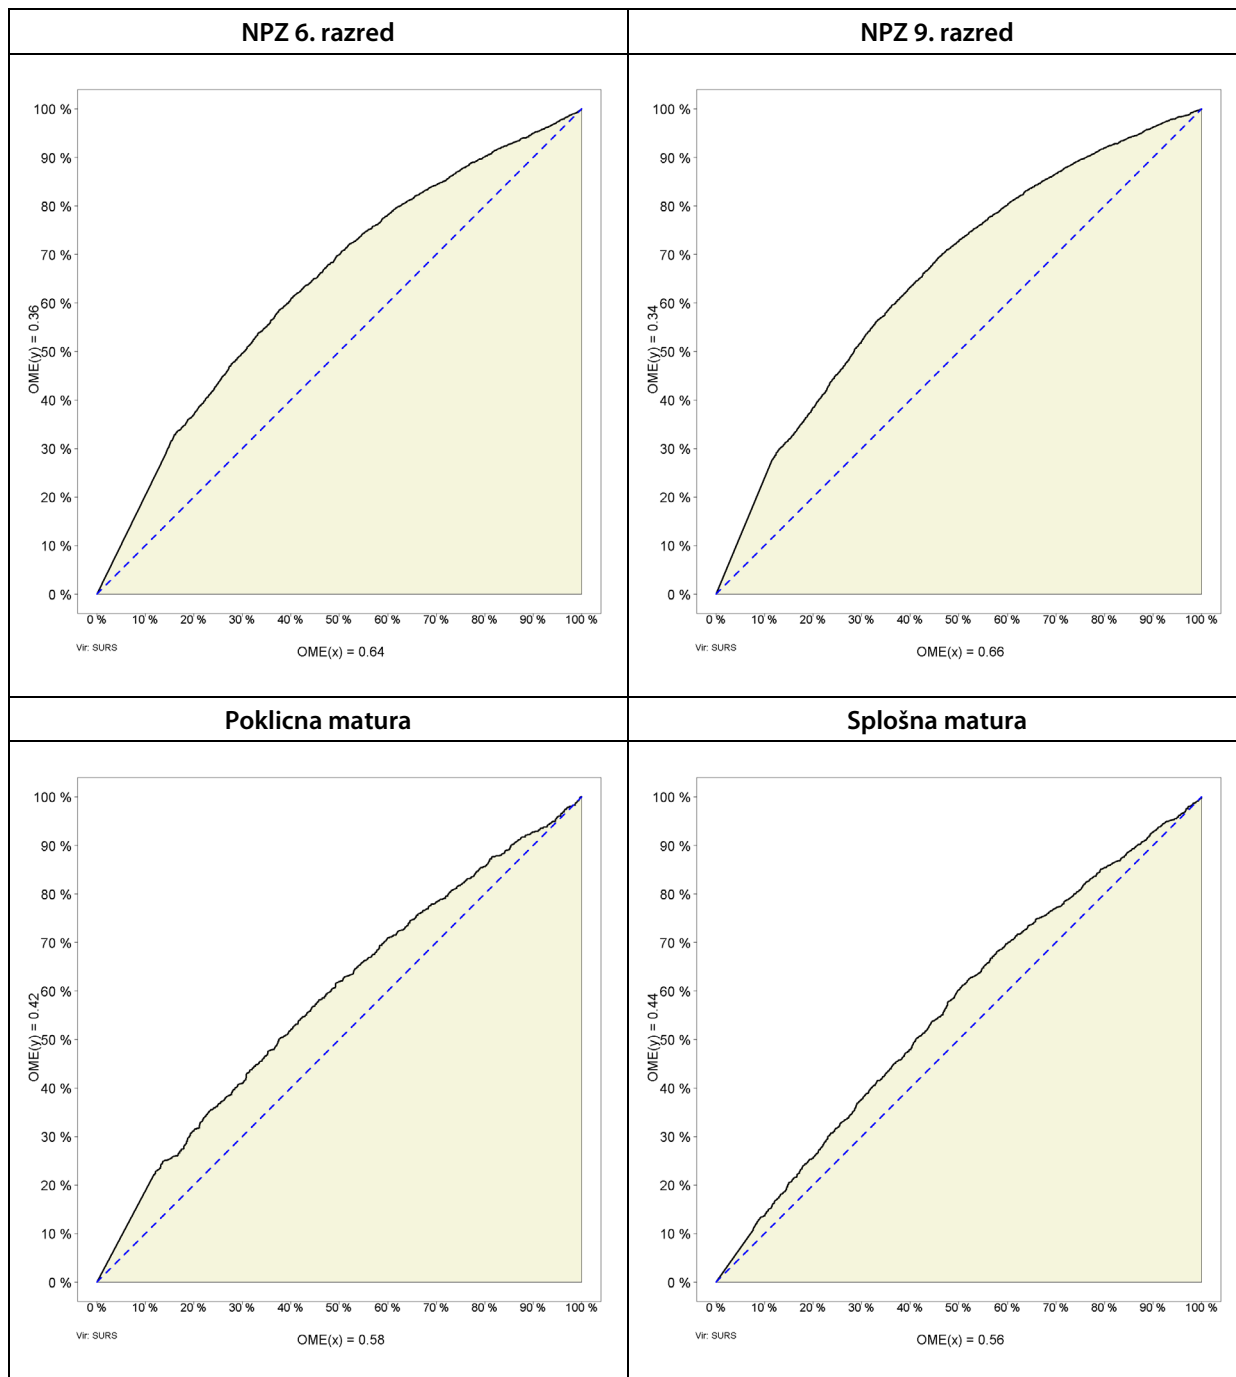 NPZ 6. razred
NPZ 9. razred
100 %
90 %
80 %
70 %
60 %
50 %
40 %
30 %
20 %
10 %
0 %
OME(y) = 0.36
0 % 10 % 20 % 30 % 40 % 50 % 60 % 70 % 80 % 90 % 100 %
Vir: SURS
OME(x) = 0.64
100 %
90 %
80 %
70 %
60 %
50 %
40 %
30 %
20 %
10 %
0 %
OME(y) = 0.34
0 % 10 % 20 % 30 % 40 % 50 % 60 % 70 % 80 % 90 % 100 %
Vir: SURS
OME(x) = 0.66
Poklicna matura
Splošna matura
100 %
90 %
80 %
70 %
60 %
50 %
40 %
30 %
20 %
10 %
0 %
OME(y) = 0.42
0 % 10 % 20 % 30 % 40 % 50 % 60 % 70 % 80 % 90 % 100 %
Vir: SURS
OME(x) = 0.58
100 %
90 %
80 %
70 %
60 %
50 %
40 %
30 %
20 %
10 %
0 %
OME(y) = 0.44
0 % 10 % 20 % 30 % 40 % 50 % 60 % 70 % 80 % 90 % 100 %
Vir: SURS
OME(x) = 0.56